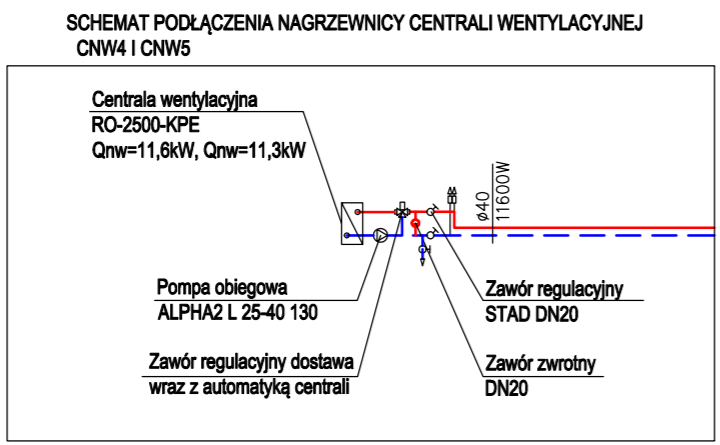 SCHEMAT PODŁĄCZENIA NAGRZEWNICY CENTRALI WENTYLACYJNEJ
CNW4 I CNW5
Centrala wentylacyjna
RO-2500-KPE
Qnw=11,6kW, Qnw=11,3kW
ø40
11600W
Pompa obiegowa
ALPHA2 L 25-40 130
Zawór regulacyjny
STAD DN20
Zawór regulacyjny dostawa
wraz z automatyką centrali
Zawór zwrotny
DN20